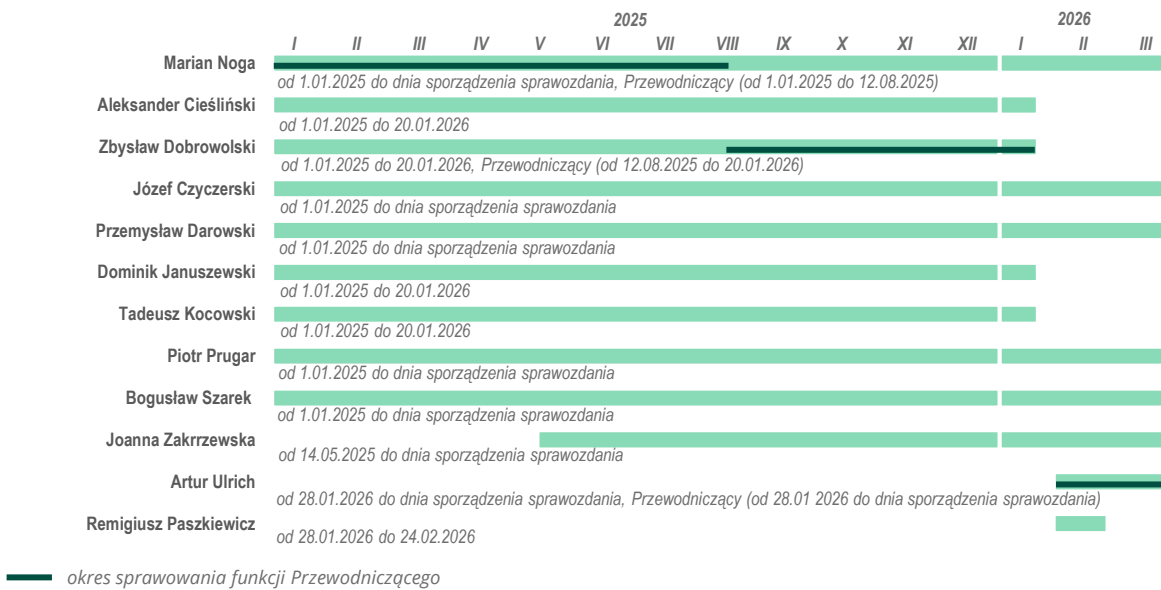 2025 2026
I II III IV V VI VII VIII IX X XI XII I II III
Marian Noga
od 1.01.2025 do dnia sporządzenia sprawozdania, Przewodniczący (od 1.01.2025 do 12.08.2025)
Aleksander Cieśliński
od 1.01.2025 do 20.01.2026
Zbysław Dobrowolski
od 1.01.2025 do 20.01.2026, Przewodniczący (od 12.08.2025 do 20.01.2026)
Józef Czyczerski
od 1.01.2025 do dnia sporządzenia sprawozdania
Przemysław Darowski
od 1.01.2025 do dnia sporządzenia sprawozdania
Dominik Januszewski
od 1.01.2025 do 20.01.2026
Tadeusz Kocowski
od 1.01.2025 do 20.01.2026
Piotr Prugar
od 1.01.2025 do dnia sporządzenia sprawozdania
Bogusław Szarek
od 1.01.2025 do dnia sporządzenia sprawozdania
Joanna Zakrrzewska
od 14.05.2025 do dnia sporządzenia sprawozdania
Artur Ulrich
od 28.01.2026 do dnia sporządzenia sprawozdania, Przewodniczący (od 28.01 2026 do dnia sporządzenia sprawozdania)
Remigiusz Paszkiewicz
od 28.01.2026 do 24.02.2026
okres sprawowania funkcji Przewodniczącego